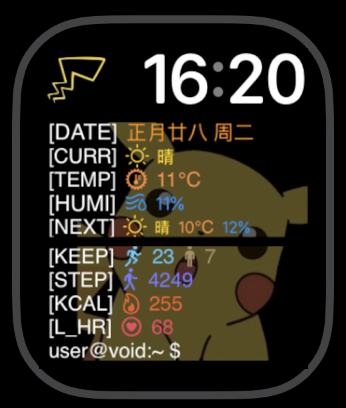 16:20
[DATE] 正月廿八 周二
[CURR] 晴
[TEMP] 11°C
[HUMI] 11%
[NEXT] 晴 10°C 12%
[KEEP] 23 7
[STEP] 4249
[KCAL] 255
[L_HR] 68
user@void:~ $